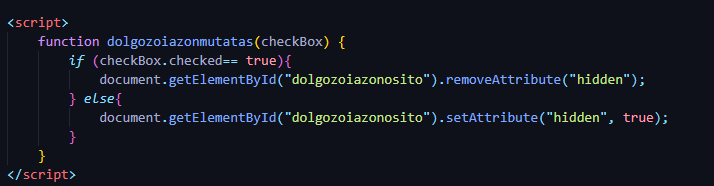 <script>
function dolgozoiazonmutatas(checkBox) {
if (checkBox.checked== true){
document.getElementById("dolgozoiazonosito").removeAttribute("hidden");
} else{
document.getElementById("dolgozoiazonosito").setAttribute("hidden", true);
}
}
</script>